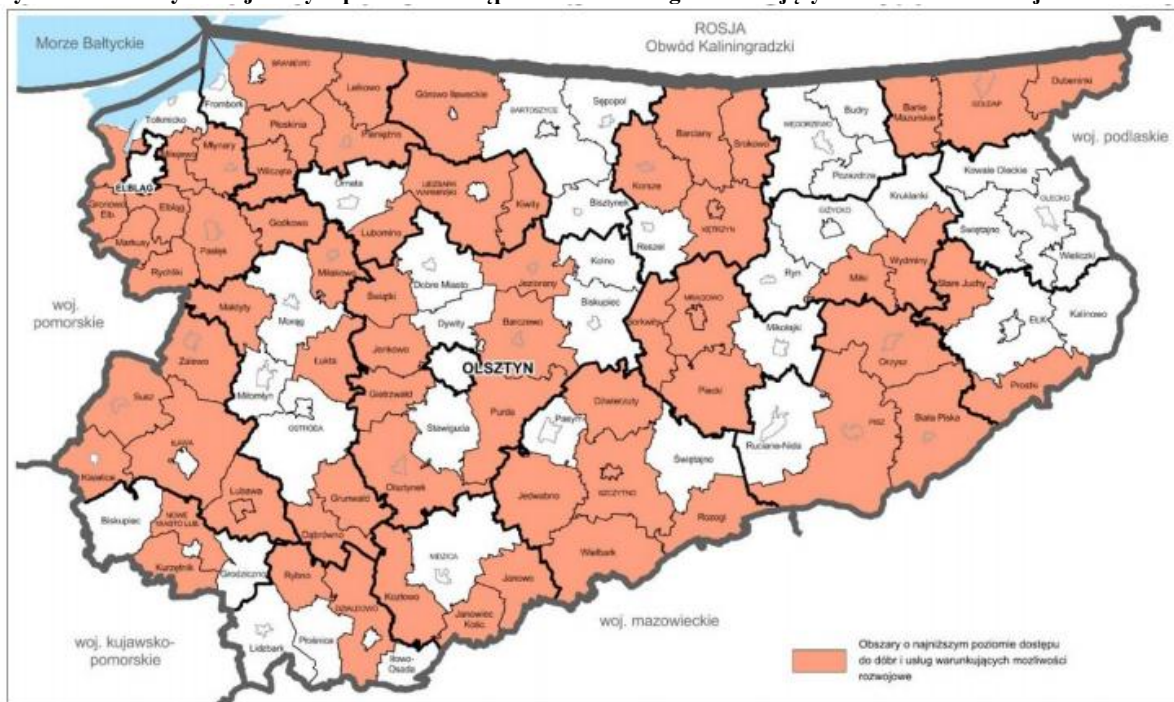 Morze Bałtyckie
ROSJA
Obwód Kaliningradzki
BRANIEWO
Lelkowo
Górowo Iławeckie
BARTOSZYCE
Sępopol
Barciany
Srokowo
WĘGORZEWO
Budry
Banie
Mazurskie
GOŁDAP
Dubeninki
woj. podlaskie
Frombork
Tolkmicko
Płoskinia
Pieniężno
Młynary
Wilczęta
ELBLĄG
Orneta
LIDZBARK
WARMIŃSKI
Kiwity
Bisztynek
Korsze
KĘTRZYN
Reszel
Pozezdrze
Kruklanki
GIŻYCKO
Kowale Oleckie
OLECKO
Świętajno
Wieliczki
Gronowo
Elb.
Elbląg
Markusy
Pasłęk
Rychliki
Godkowo
Lubomino
Miłakowo
Dobre Miasto
Jeziorany
Kolno
Ryn
Miłki
Wydminy
Stare Juchy
EŁK
Kalinowo
woj.
pomorskie
Małdyty
Morąg
Świątki
Dywity
Barczewo
Biskupiec
MRĄGOWO
Mikołajki
Orzysz
Zalewo
Łukta
Jonkowo
OLSZTYN
Miłomłyn
Gietrzwałd
Purda
Piecki
Prostki
Susz
OSTRÓDA
Stawiguda
Pasym
Dźwierzuty
Ruciane-Nida
PISZ
Biała Piska
IŁAWA
Kisielice
Lubawa
Grunwald
Olsztynek
Jedwabno
SZCZYTNO
Świętajno
Biskupiec
NOWE
MIASTO LUB.
Dąbrówno
Rozogi
Kurzętnik
Grodziczno
Rybno
NIDZICA
Wielbark
DZIAŁDOWO
Kozłowo
Janowo
Janowiec
Kośc.
woj. mazowieckie
woj. kujawsko-
pomorskie
Lidzbark
Płośnica
Iłowo-
Osada
Obszary o najniższym poziomie dostępu
do dóbr i usług warunkujących możliwości
rozwojowe